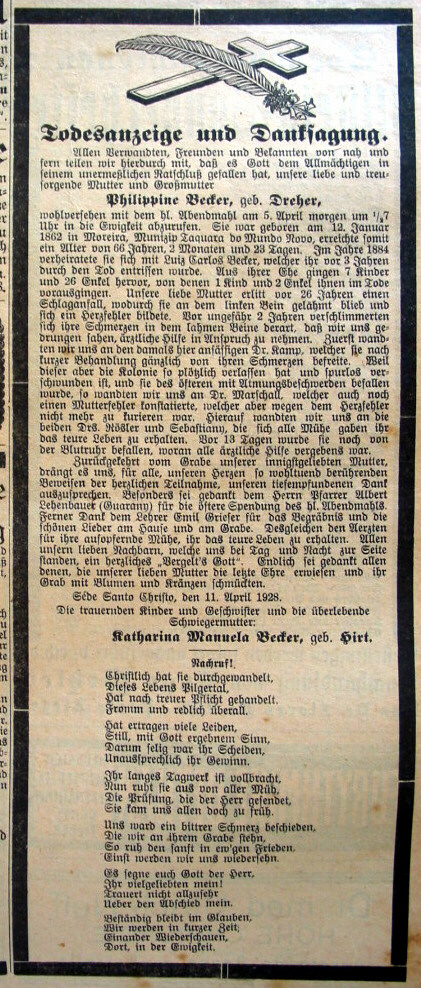 Todesanzeige und Danksagung.
Allen Verwandten, Freunden und Bekannten von nah und
fern teilen wir hierdurch mit, daß es Gott dem Allmächtigen in
seinem unermeßlichen Ratschluß gefallen hat, unsere liebe und treu-
sorgende Mutter und Großmutter
Philippine Becker, geb. Dreher,
wohlversehen mit dem hl. Abendmahl am 5. April morgen um ½7
Uhr in die Ewigkeit abzurufen. Sie war geboren am 12. Januar
1862 in Moreira, Munizip Taquara do Mundo Novo, erreichte somit
ein Alter von 66 Jahren, 2 Monaten und 23 Tagen. Im Jahre 1884
verheiratete sie sich mit Luiz Carlos Becker, welcher ihr vor 3 Jahren
durch den Tod entrissen wurde. Aus ihrer Ehe gingen 7 Kinder
und 26 Enkel hervor, von denen 1 Kind und 2 Enkel ihnen im Tode
vorausgingen. Unsere liebe Mutter erlitt vor 26 Jahren einen
Schlaganfall, wodurch sie an dem linken Bein gelähmt blieb und
sich ein Herzfehler bildete. Vor ungefähr 2 Jahren verschlimmerten
sich ihre Schmerzen in dem lahmen Beine derart, daß wir uns ge-
drungen sahen, ärztliche Hilfe in Anspruch zu nehmen. Zuerst wand-
ten wir uns an den damals hier ansässigen Dr. Kamp, welcher sie nach
kurzer Behandlung gänzlich von ihren Schmerzen befreite. Weil
dieser aber die Kolonie so plötzlich verlassen hat und spurlos ver-
schwunden ist, und sie des öfteren mit Atmungsbeschwerden befallen
wurde, so wandten wir uns an Dr. Marschall, welcher auch noch
einen Mutterfehler konstatierte, welcher aber wegen dem Herzfehler
nicht mehr zu kurieren war. Hierauf wandten wir uns an die
beiden Drs. Rösler und Sebastiany, die sich alle Mühe gaben ihr
das teure Leben zu erhalten. Vor 13 Tagen wurde sie noch von
der Blutruhr befallen, woran alle ärztliche Hilfe vergebens war.
Zurückgekehrt vom Grabe unserer innigstgeliebten Mutter,
drängt es uns, für alle, unseren Herzen so wohltuend berührenden
Beweisen der herzlichen Teilnahme, unseren tiefempfundenen Dank
auszusprechen. Besonders sei gedankt dem Herrn Pfarrer Albert
Lehenbauer (Guarany) für die öftere Spendung des hl. Abendmahls.
Ferner Dank dem Lehrer Emil Grieser für das Begräbnis und die
schönen Lieder am Hause und am Grabe. Desgleichen den Aerzten
für ihre aufopfernde Mühe, ihr das teure Leben zu erhalten. Allen
unsern lieben Nachbarn, welche uns bei Tag und Nacht zur Seite
standen, ein herzliches „Vergelt's Gott". Endlich sei gedankt allen
denen, die unserer lieben Mutter die letzte Ehre erwiesen und ihr
Grab mit Blumen und Kränzen schmückten.
Séde Santo Christo, den 11. April 1928.
Die trauernden Kinder und Geschwister und die überlebende
Schwiegermutter:
Katharina Manuela Becker, geb. Hirt.
Nachruf!
Christlich hat sie durchgewandelt,
Dieses Lebens Pilgertal,
Hat nach treuer Pflicht gehandelt.
Fromm und redlich überall.
Hat ertragen viele Leiden,
Still, mit Gott ergebnem Sinn,
Darum selig war ihr Scheiden,
Unaussprechlich ihr Gewinn.
Ihr langes Tagwerk ist vollbracht,
Nun ruht sie aus von aller Müh,
Die Prüfung, die der Herr gesendet,
Sie kam uns allen doch zu früh.
Uns ward ein bittrer Schmerz beschieden,
Die wir an ihrem Grabe stehn,
So ruh den sanft in ew'gen Frieden,
Einst werden wir uns wiedersehn.
Es segne euch Gott der Herr,
Ihr vielgeliebten mein!
Trauert nicht allzusehr
Ueber den Abschied mein.
Beständig bleibt im Glauben,
Wir werden in kurzer Zeit,
Einander Wiederschauen,
Dort, in der Ewigkeit.